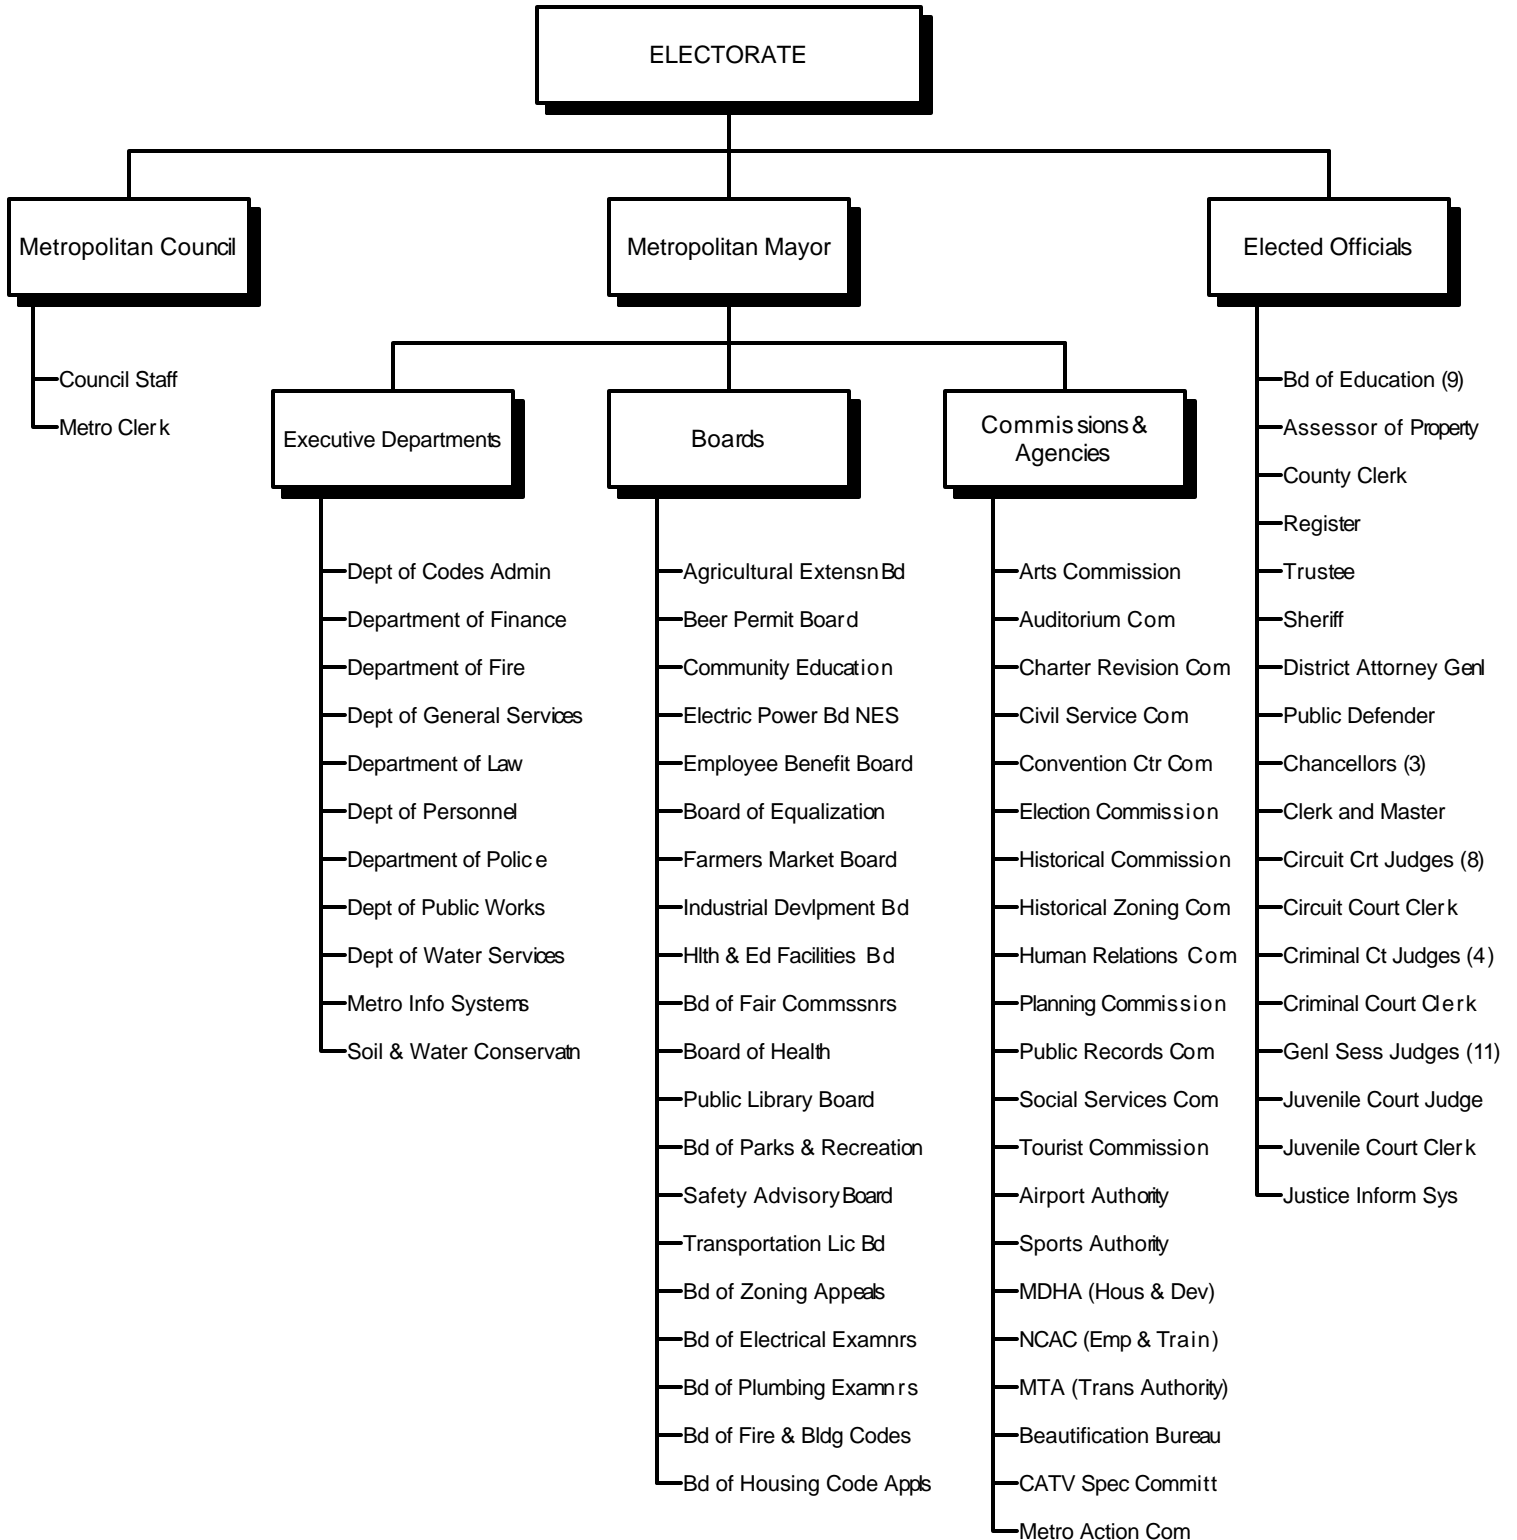 ELECTORATE
Metropolitan Council
Metropolitan Mayor
Elected Officials
Council Staff
Metro Clerk
Executive Departments
Boards
Commissions &
Agencies
Dept of Codes Admin
Department of Finance
Department of Fire
Dept of General Services
Department of Law
Dept of Personnel
Department of Police
Dept of Public Works
Dept of Water Services
Metro Info Systems
Soil & Water Conservatn
Agricultural Extensn Bd
Beer Permit Board
Community Education
Electric Power Bd NES
Employee Benefit Board
Board of Equalization
Farmers Market Board
Industrial Devlpment Bd
Hlth & Ed Facilities Bd
Bd of Fair Commssnrs
Board of Health
Public Library Board
Bd of Parks & Recreation
Safety Advisory Board
Transportation Lic Bd
Bd of Zoning Appeals
Bd of Electrical Examnrs
Bd of Plumbing Examnrs
Bd of Fire & Bldg Codes
Bd of Housing Code Appls
Arts Commission
Auditorium Com
Charter Revision Com
Civil Service Com
Convention Ctr Com
Election Commission
Historical Commission
Historical Zoning Com
Human Relations Com
Planning Commission
Public Records Com
Social Services Com
Tourist Commission
Airport Authority
Sports Authority
MDHA (Hous & Dev)
NCAC (Emp & Train)
MTA (Trans Authority)
Beautification Bureau
CATV Spec Committ
Metro Action Com
Bd of Education (9)
Assessor of Property
County Clerk
Register
Trustee
Sheriff
District Attorney Genl
Public Defender
Chancellors (3)
Clerk and Master
Circuit Crt Judges (8)
Circuit Court Clerk
Criminal Ct Judges (4)
Criminal Court Clerk
Genl Sess Judges (11)
Juvenile Court Judge
Juvenile Court Clerk
Justice Inform Sys